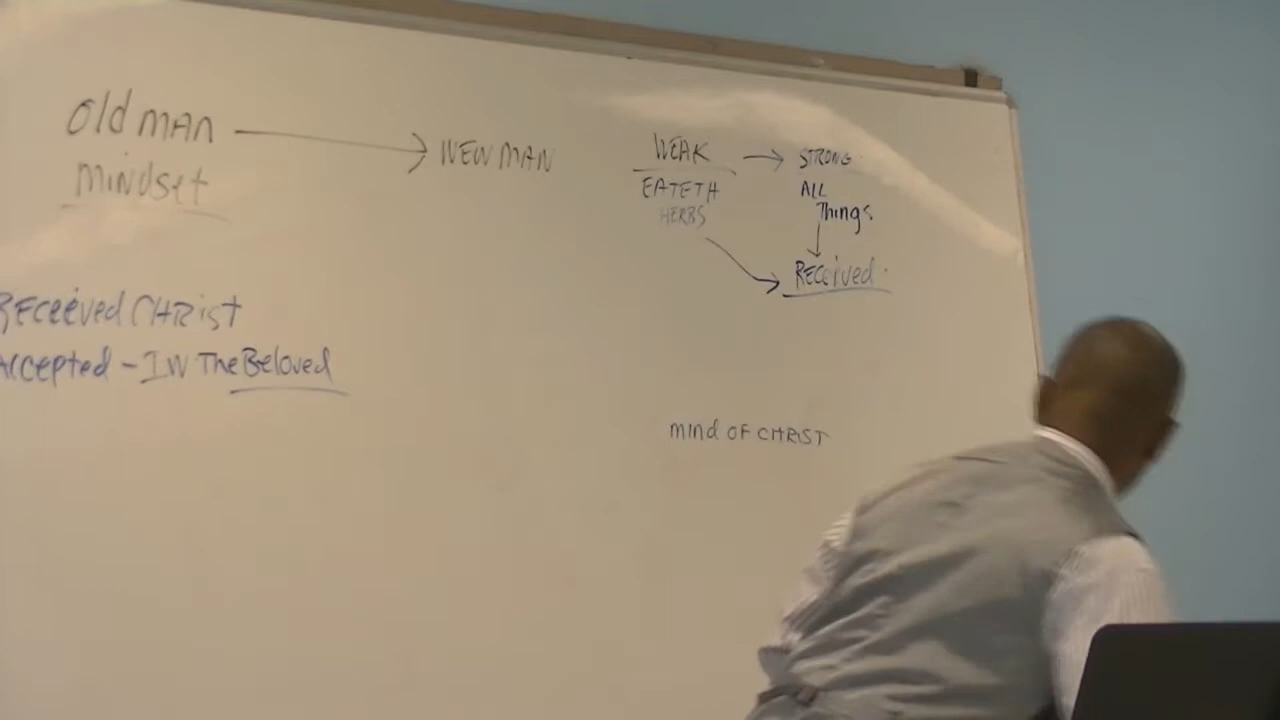 old MAN
mindset
NEW MAN
WEAK
EATETH
HERBS
STRONG
ALL
Things
RECeived
RECeived CHRist
Accepted - IN The Beloved
mind OF CHRIST